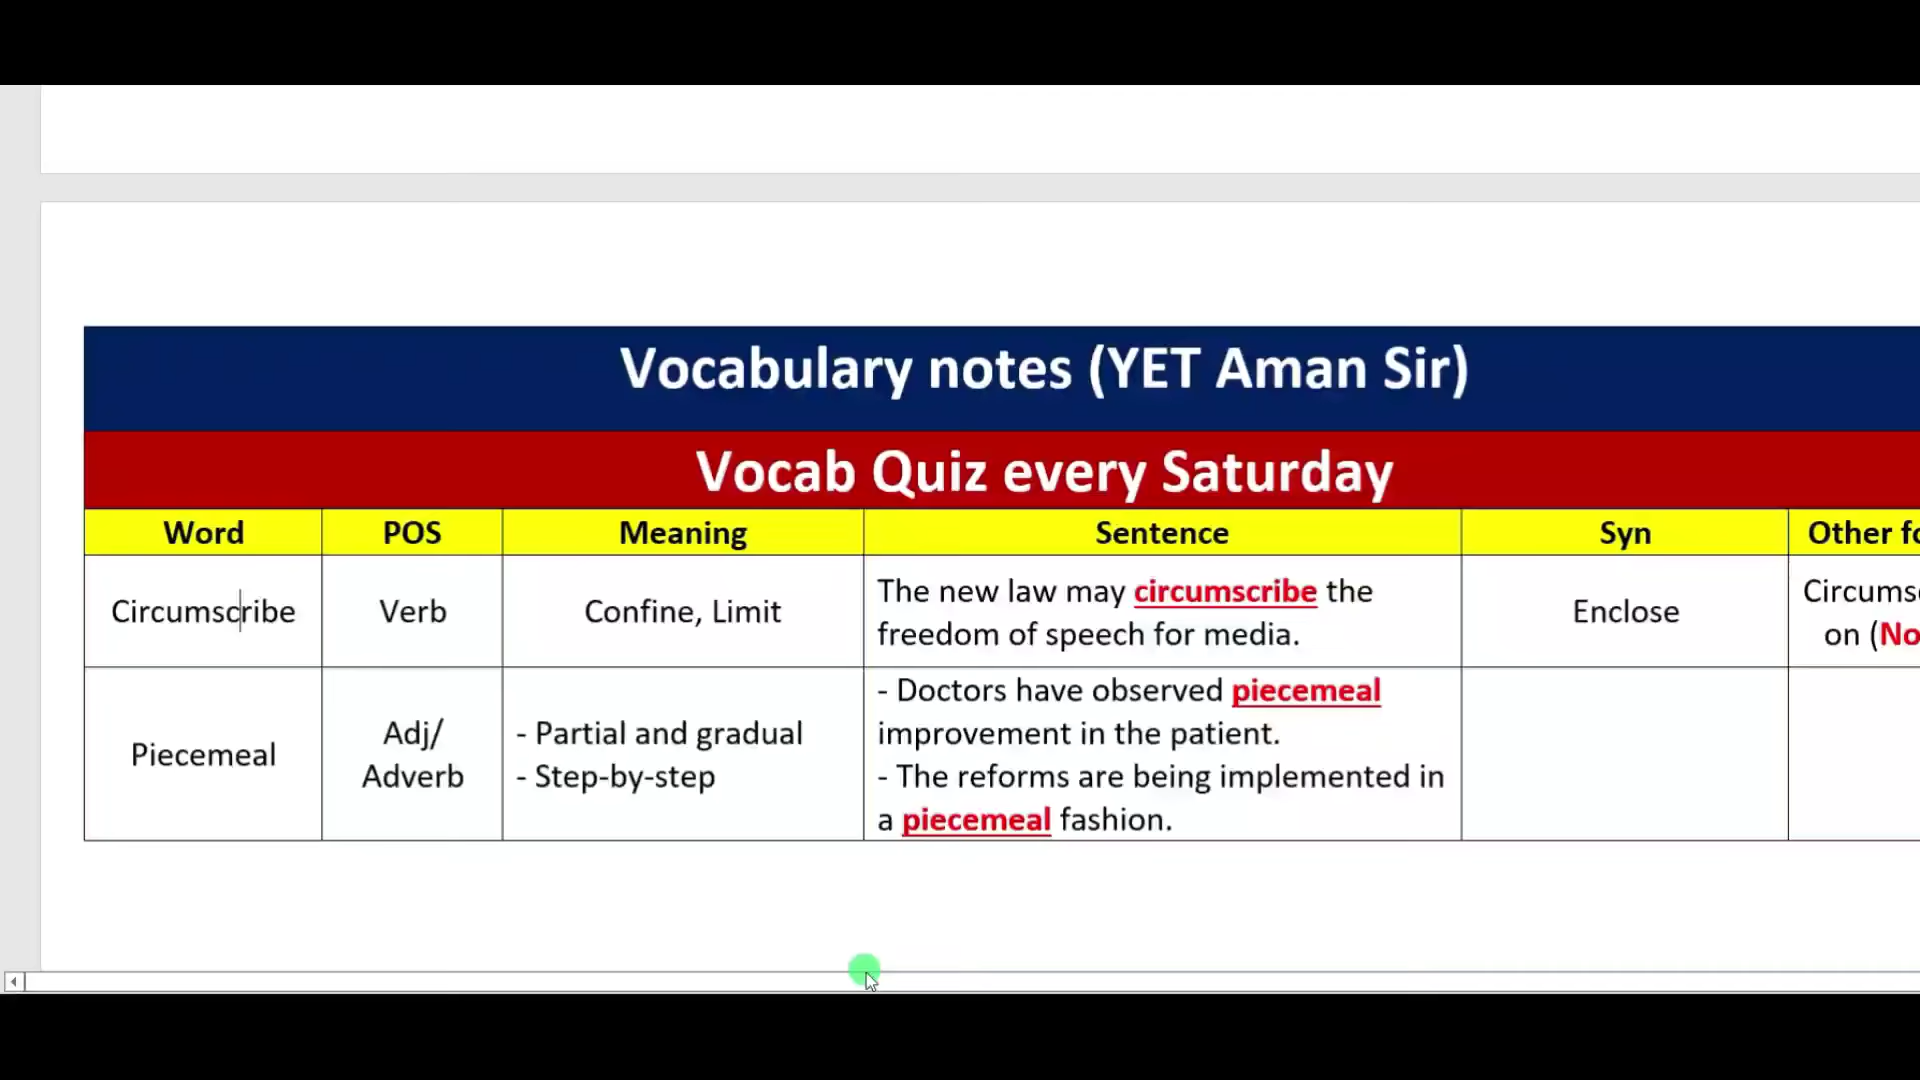 Vocabulary notes (YET Aman Sir)
Vocab Quiz every Saturday
Word POS Meaning Sentence Syn Other
Circumscribe Verb Confine, Limit The new law may circumscribe the
freedom of speech for media. Enclose
on
Piecemeal Adj/
Adverb - Partial and gradual
- Step-by-step - Doctors have observed piecemeal
improvement in the patient.
- The reforms are being implemented in
a piecemeal fashion.